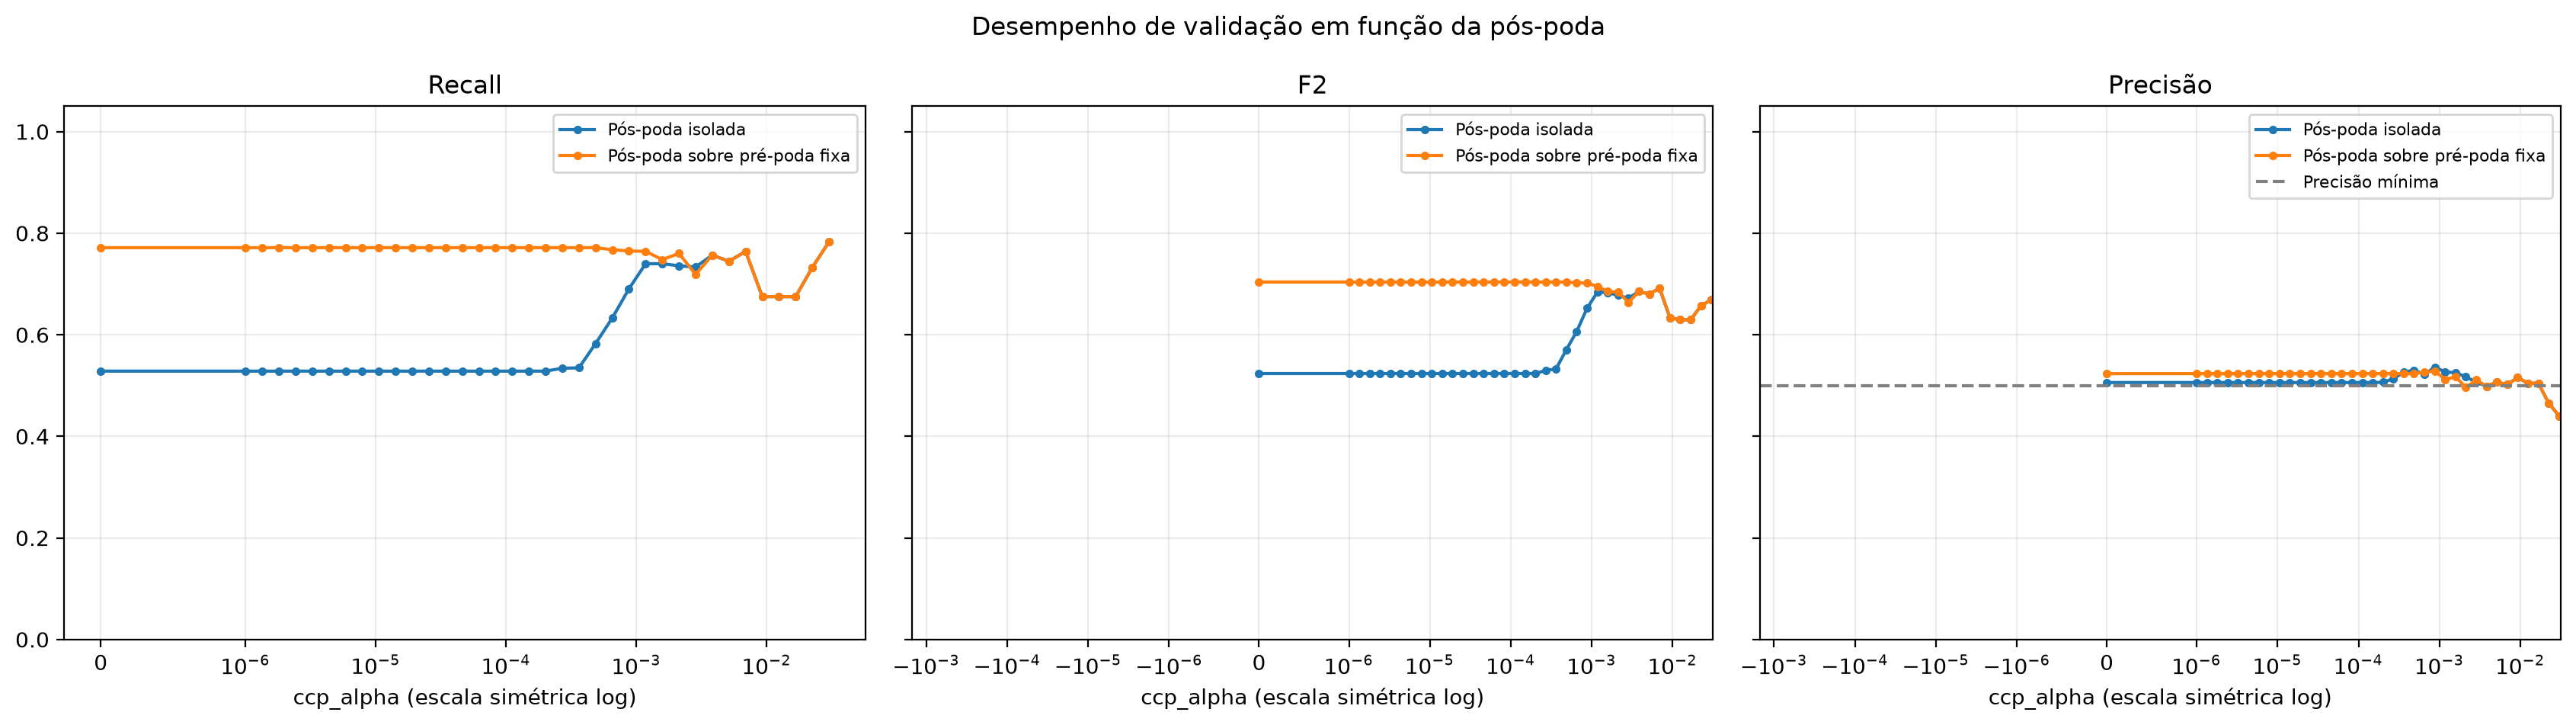 Desempenho de validação em função da pós-poda
Recall
Pós-poda isolada
Pós-poda sobre pré-poda fixa
1.0
0.8
0.6
0.4
0.2
0.0
0 10⁻⁶ 10⁻⁵ 10⁻⁴ 10⁻³ 10⁻²
ccp_alpha (escala simétrica log)
F2
Pós-poda isolada
Pós-poda sobre pré-poda fixa
−10⁻³ −10⁻⁴ −10⁻⁵ −10⁻⁶ 0 10⁻⁶ 10⁻⁵ 10⁻⁴ 10⁻³ 10⁻²
ccp_alpha (escala simétrica log)
Precisão
Pós-poda isolada
Pós-poda sobre pré-poda fixa
Precisão mínima
−10⁻³ −10⁻⁴ −10⁻⁵ −10⁻⁶ 0 10⁻⁶ 10⁻⁵ 10⁻⁴ 10⁻³ 10⁻²
ccp_alpha (escala simétrica log)